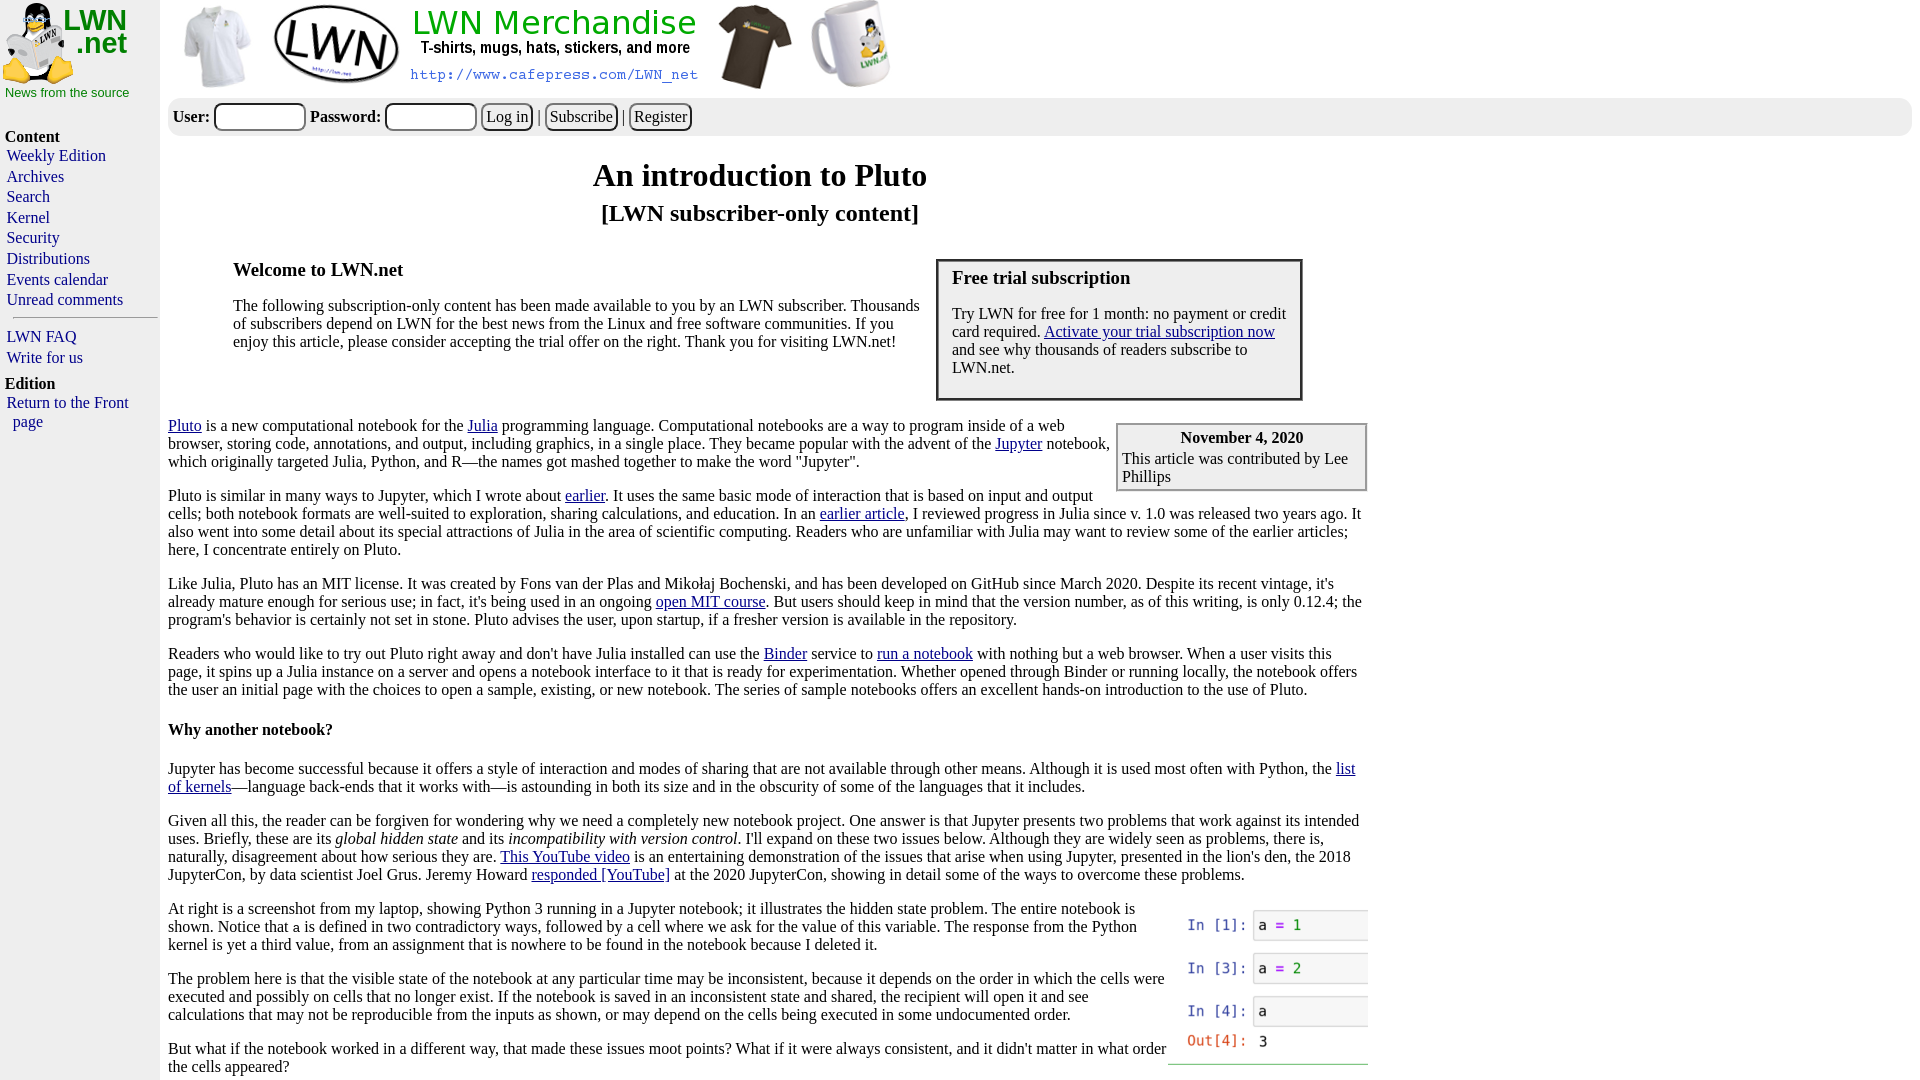 LWN
.net
News from the source
Content
Weekly Edition
Archives
Search
Kernel
Security
Distributions
Events calendar
Unread comments
LWN FAQ
Write for us
Edition
Return to the Front
page
LWN
http://lwn.net
LWN Merchandise
T-shirts, mugs, hats, stickers, and more
http://www.cafepress.com/LWN_net
LWN.net
User: Password: Log in | Subscribe | Register
An introduction to Pluto
[LWN subscriber-only content]
Welcome to LWN.net
The following subscription-only content has been made available to you by an LWN subscriber. Thousands
of subscribers depend on LWN for the best news from the Linux and free software communities. If you
enjoy this article, please consider accepting the trial offer on the right. Thank you for visiting LWN.net!
Free trial subscription
Try LWN for free for 1 month: no payment or credit
card required. Activate your trial subscription now
and see why thousands of readers subscribe to
LWN.net.
November 4, 2020
This article was contributed by Lee
Phillips
Pluto is a new computational notebook for the Julia programming language. Computational notebooks are a way to program inside of a web
browser, storing code, annotations, and output, including graphics, in a single place. They became popular with the advent of the Jupyter notebook,
which originally targeted Julia, Python, and R—the names got mashed together to make the word "Jupyter".
Pluto is similar in many ways to Jupyter, which I wrote about earlier. It uses the same basic mode of interaction that is based on input and output
cells; both notebook formats are well-suited to exploration, sharing calculations, and education. In an earlier article, I reviewed progress in Julia since v. 1.0 was released two years ago. It
also went into some detail about its special attractions of Julia in the area of scientific computing. Readers who are unfamiliar with Julia may want to review some of the earlier articles;
here, I concentrate entirely on Pluto.
Like Julia, Pluto has an MIT license. It was created by Fons van der Plas and Mikołaj Bochenski, and has been developed on GitHub since March 2020. Despite its recent vintage, it's
already mature enough for serious use; in fact, it's being used in an ongoing open MIT course. But users should keep in mind that the version number, as of this writing, is only 0.12.4; the
program's behavior is certainly not set in stone. Pluto advises the user, upon startup, if a fresher version is available in the repository.
Readers who would like to try out Pluto right away and don't have Julia installed can use the Binder service to run a notebook with nothing but a web browser. When a user visits this
page, it spins up a Julia instance on a server and opens a notebook interface to it that is ready for experimentation. Whether opened through Binder or running locally, the notebook offers
the user an initial page with the choices to open a sample, existing, or new notebook. The series of sample notebooks offers an excellent hands-on introduction to the use of Pluto.
Why another notebook?
Jupyter has become successful because it offers a style of interaction and modes of sharing that are not available through other means. Although it is used most often with Python, the list
of kernels—language back-ends that it works with—is astounding in both its size and in the obscurity of some of the languages that it includes.
Given all this, the reader can be forgiven for wondering why we need a completely new notebook project. One answer is that Jupyter presents two problems that work against its intended
uses. Briefly, these are its global hidden state and its incompatibility with version control. I'll expand on these two issues below. Although they are widely seen as problems, there is,
naturally, disagreement about how serious they are. This YouTube video is an entertaining demonstration of the issues that arise when using Jupyter, presented in the lion's den, the 2018
JupyterCon, by data scientist Joel Grus. Jeremy Howard responded [YouTube] at the 2020 JupyterCon, showing in detail some of the ways to overcome these problems.
At right is a screenshot from my laptop, showing Python 3 running in a Jupyter notebook; it illustrates the hidden state problem. The entire notebook is
shown. Notice that a is defined in two contradictory ways, followed by a cell where we ask for the value of this variable. The response from the Python
kernel is yet a third value, from an assignment that is nowhere to be found in the notebook because I deleted it.
In [1]: a = 1
In [3]: a = 2
In [4]: a
Out[4]: 3
The problem here is that the visible state of the notebook at any particular time may be inconsistent, because it depends on the order in which the cells were
executed and possibly on cells that no longer exist. If the notebook is saved in an inconsistent state and shared, the recipient will open it and see
calculations that may not be reproducible from the inputs as shown, or may depend on the cells being executed in some undocumented order.
But what if the notebook worked in a different way, that made these issues moot points? What if it were always consistent, and it didn't matter in what order
the cells appeared?